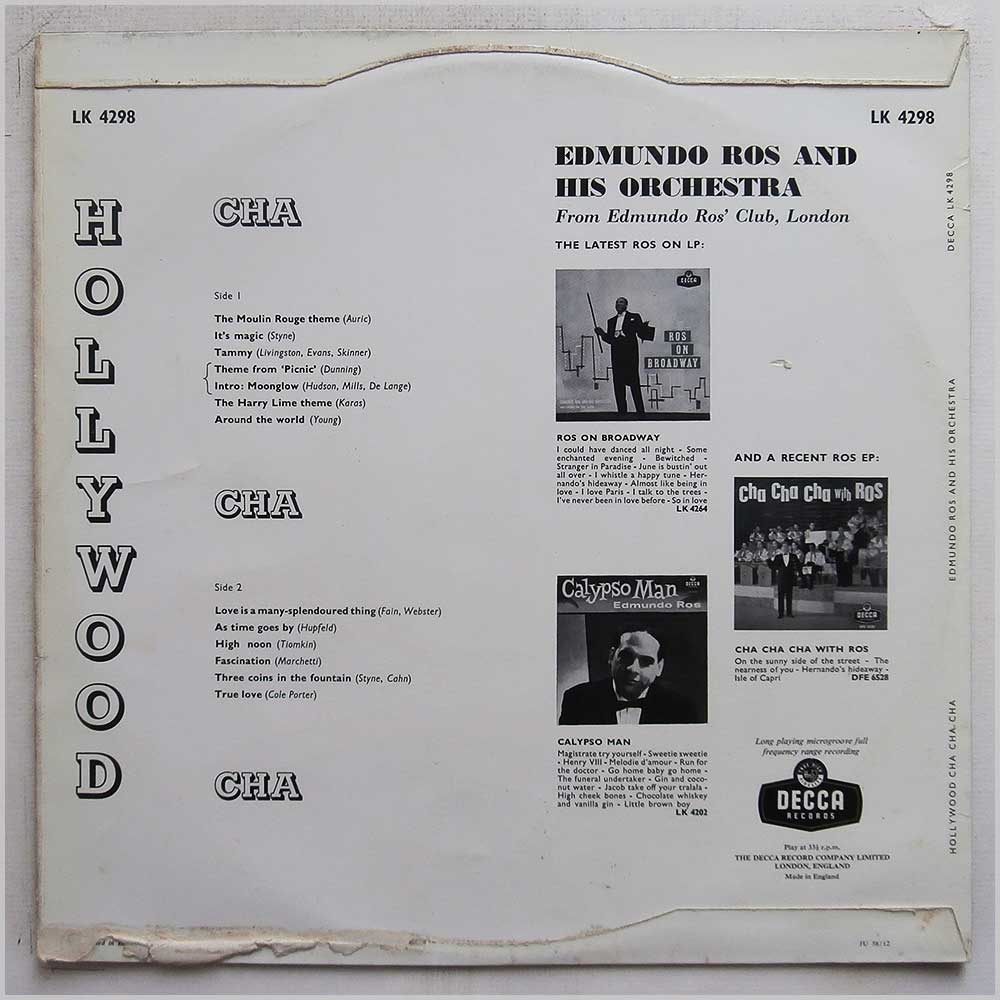 LK 4298
LK 4298
HOLLYWOOD
CHA
Side 1
The Moulin Rouge theme (Auric)
It's magic (Styne)
Tammy (Livingston, Evans, Skinner)
Theme from 'Picnic' (Dunning)
Intro: Moonglow (Hudson, Mills, De Lange)
The Harry Lime theme (Karas)
Around the world (Young)
CHA
Side 2
Love is a many-splendoured thing (Fain, Webster)
As time goes by (Hupfeld)
High noon (Tiomkin)
Fascination (Marchetti)
Three coins in the fountain (Styne, Cahn)
True love (Cole Porter)
CHA
EDMUNDO ROS AND
HIS ORCHESTRA
From Edmundo Ros' Club, London
THE LATEST ROS ON LP:
DECCA
ROS
ON
BROADWAY
ROS ON BROADWAY
I could have danced all night - Some
enchanted evening - Bewitched -
Stranger in Paradise - June is bustin' out
all over - I whistle a happy tune - Her-
nando's hideaway - Almost like being in
love - I love Paris - I talk to the trees -
I've never been in love before - So in love
LK 4264
Calypso Man
Edmundo Ros
CALYPSO MAN
Magistrate try yourself - Sweetie sweetie
- Henry VIII - Melodie d'amour - Run for
the doctor - Go home baby go home -
The funeral undertaker - Gin and coco-
nut water - Jacob take off your tralala -
High cheek bones - Chocolate whiskey
and vanilla gin - Little brown boy
LK 4202
AND A RECENT ROS EP:
Cha Cha Cha with ROS
DECCA
CHA CHA CHA WITH ROS
On the sunny side of the street - The
nearness of you - Hernando's hideaway -
Isle of Capri DFE 6528
Long playing microgroove full
frequency range recording
DECCA
RECORDS
Play at 33⅓ r.p.m.
THE DECCA RECORD COMPANY LIMITED
LONDON, ENGLAND
Made in England
DECCA LK 4298
EDMUNDO ROS AND HIS ORCHESTRA
HOLLYWOOD CHA CHA CHA
JU 58/12